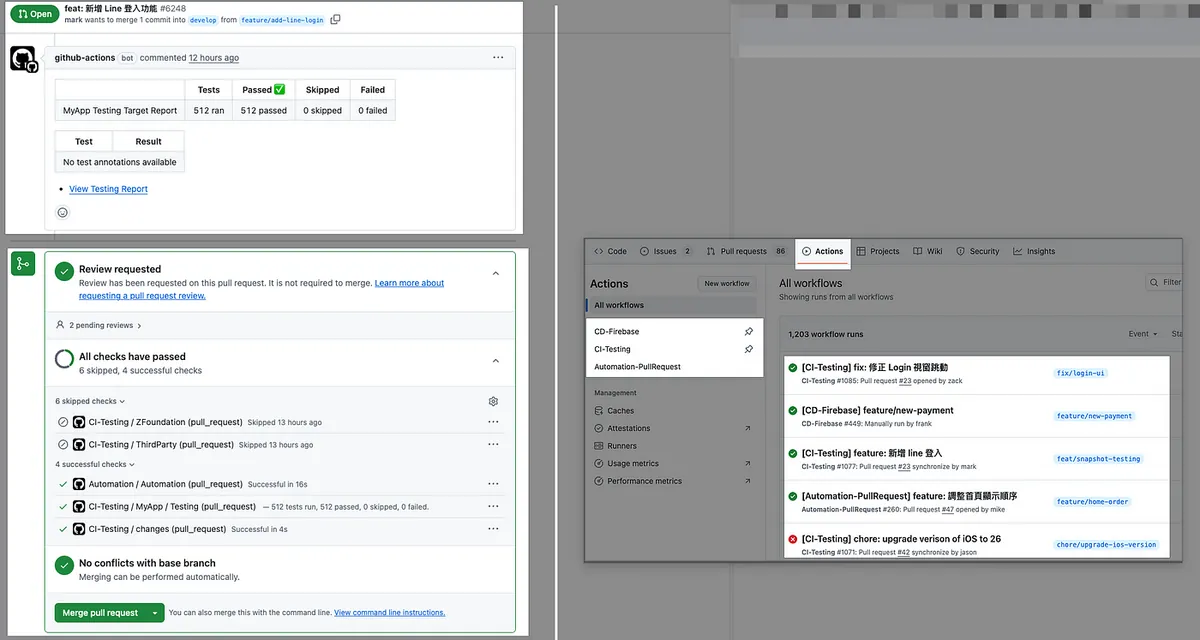 Open
feat: 新增 Line 登入功能 #6248
mark wants to merge 1 commit into develop from feature/add-line-login
github-actions bot commented 12 hours ago
Tests Passed✅ Skipped Failed
MyApp Testing Target Report 512 ran 512 passed 0 skipped 0 failed
Test Result
No test annotations available
• View Testing Report
Review requested
Review has been requested on this pull request. It is not required to merge. Learn more about
requesting a pull request review.
2 pending reviews
All checks have passed
6 skipped, 4 successful checks
6 skipped checks
CI-Testing / ZFoundation (pull_request) Skipped 13 hours ago
CI-Testing / ThirdParty (pull_request) Skipped 13 hours ago
4 successful checks
Automation / Automation (pull_request) Successful in 16s
CI-Testing / MyApp / Testing (pull_request) — 512 tests run, 512 passed, 0 skipped, 0 failed.
CI-Testing / changes (pull_request) Successful in 4s
No conflicts with base branch
Merging can be performed automatically.
Merge pull request You can also merge this with the command line. View command line instructions.
Code Issues 2 Pull requests 86 Actions Projects Wiki Security Insights
Actions
New workflow
All workflows
CD-Firebase
CI-Testing
Automation-PullRequest
Management
Caches
Attestations
Runners
Usage metrics
Performance metrics
All workflows
Showing runs from all workflows
Filter
1,203 workflow runs
Event
Sta
[CI-Testing] fix: 修正 Login 視窗跳動
CI-Testing #1085: Pull request #23 opened by zack
fix/login-ui
[CD-Firebase] feature/new-payment
CD-Firebase #449: Manually run by frank
feature/new-payment
[CI-Testing] feature: 新增 line 登入
CI-Testing #1077: Pull request #23 synchronize by mark
feat/snapshot-testing
[Automation-PullRequest] feature: 調整首頁顯示順序
Automation-PullRequest #260: Pull request #47 opened by mike
feature/home-order
[CI-Testing] chore: upgrade verison of iOS to 26
CI-Testing #1071: Pull request #42 synchronize by jason
chore/upgrade-ios-version